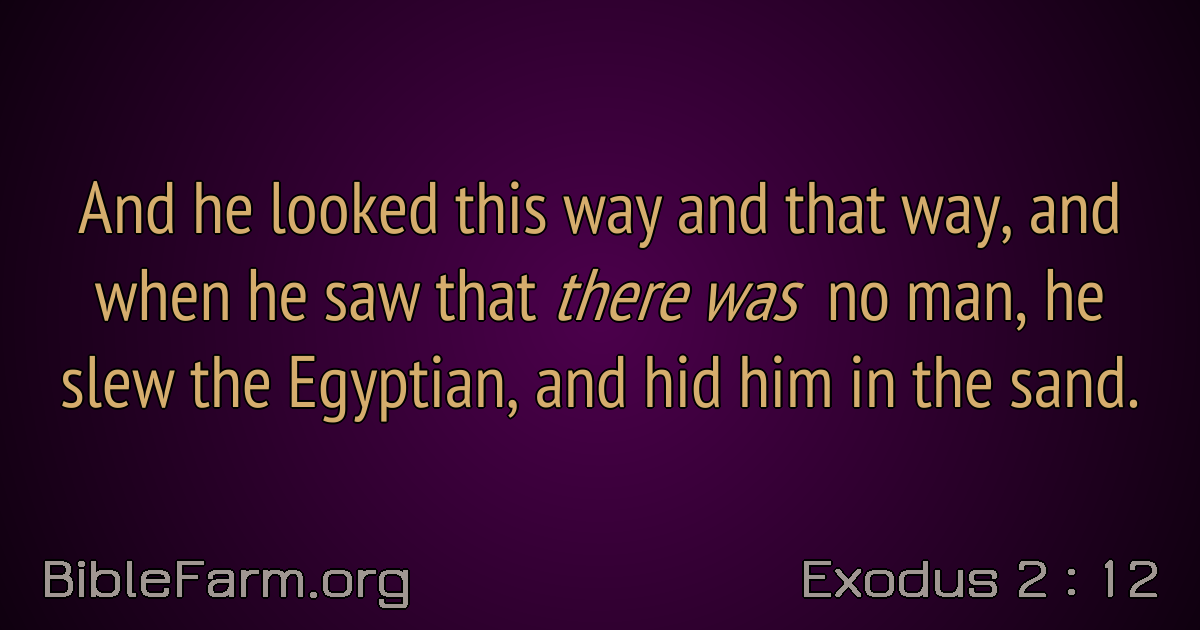 And he looked this way and that way, and
when he saw that there was no man, he
slew the Egyptian, and hid him in the sand.
BibleFarm.org
Exodus 2 : 12